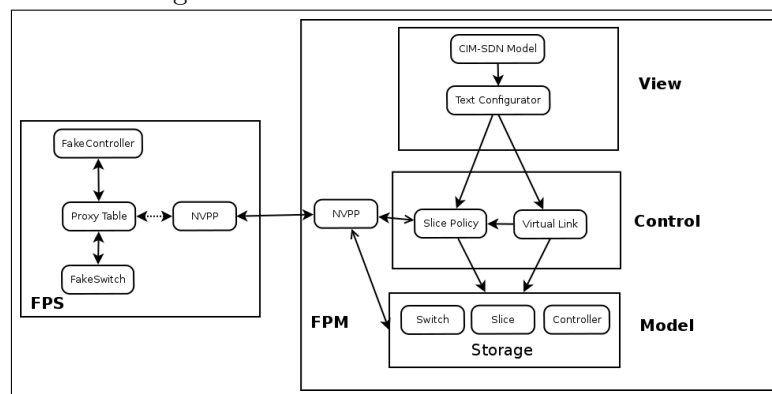 CIM-SDN Model
View
Text Configurator
FakeController
Proxy Table
NVPP
NVPP
Slice Policy
Virtual Link
Control
FakeSwitch
FPS
FPM
Switch
Slice
Controller
Model
Storage